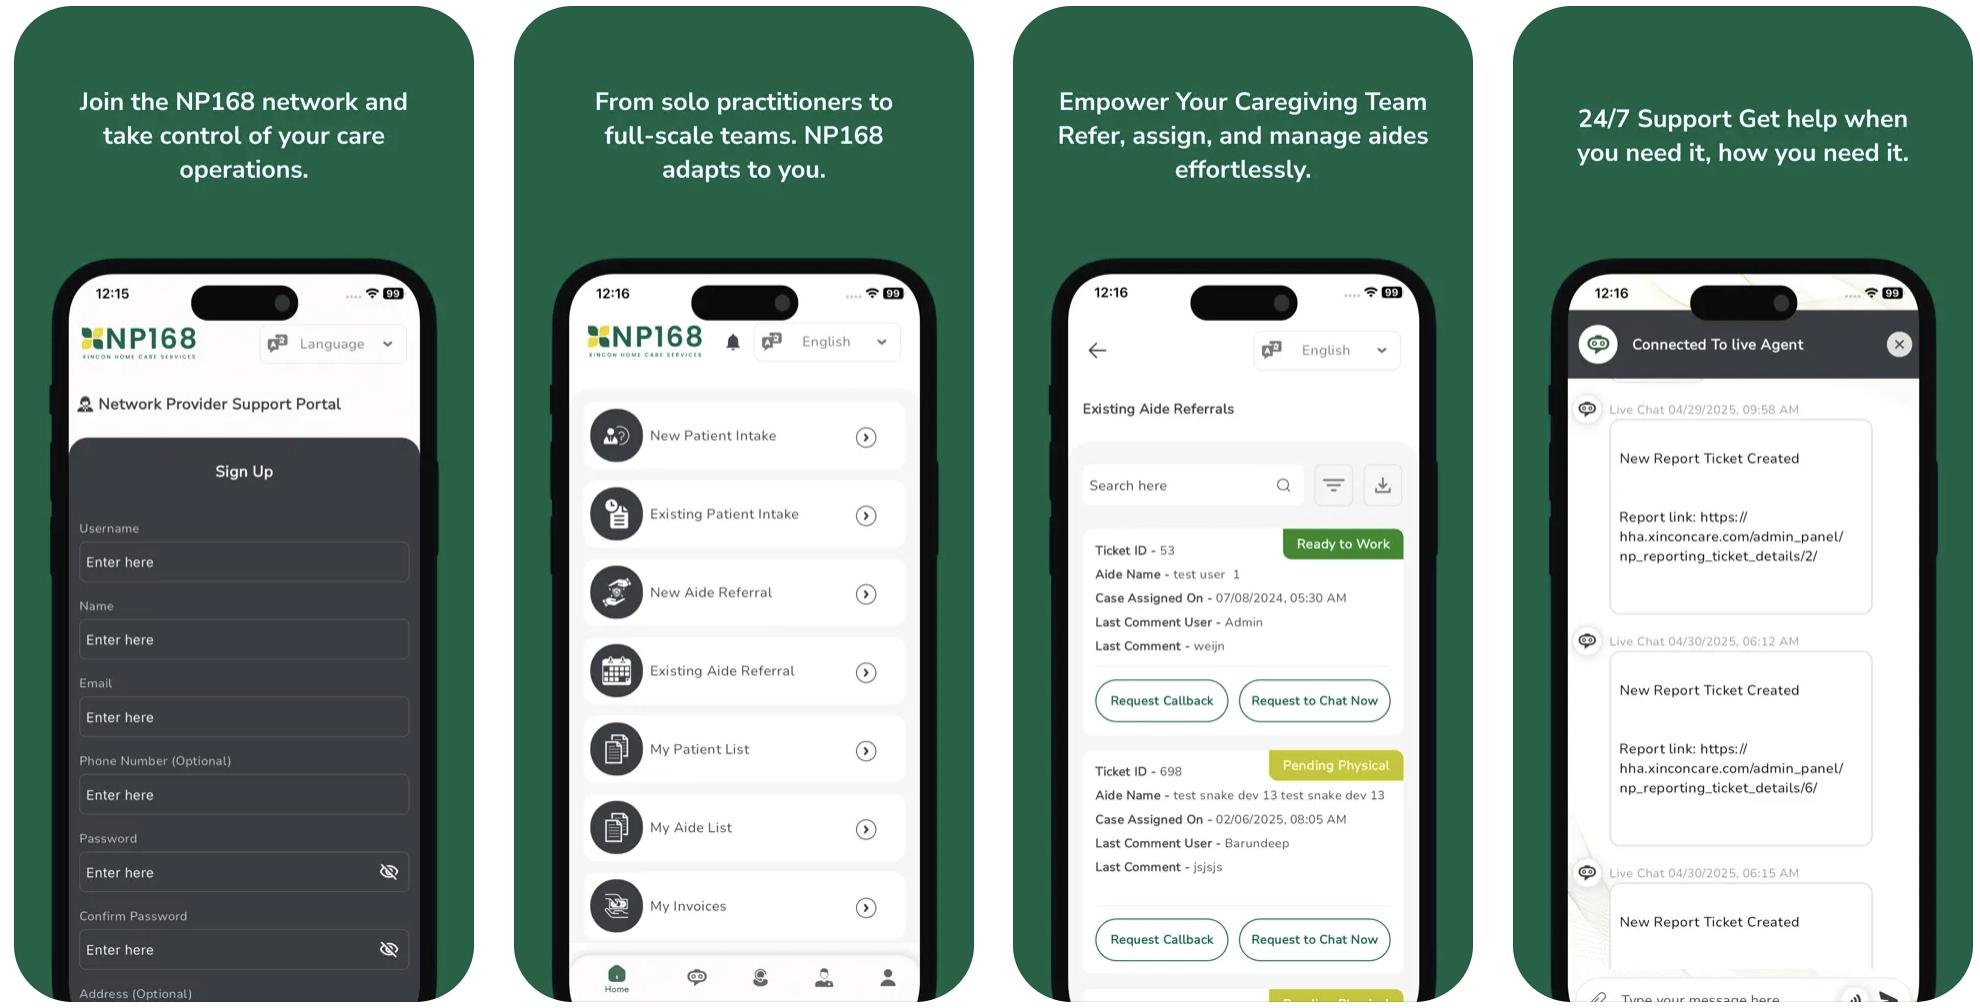 Join the NP168 network and
take control of your care
operations.
12:15
99
NP168
XINCON HOME CARE SERVICES
Language
Network Provider Support Portal
Sign Up
Username
Enter here
Name
Enter here
Email
Enter here
Phone Number (Optional)
Enter here
Password
Enter here
Confirm Password
Enter here
Address (Optional)
From solo practitioners to
full-scale teams. NP168
adapts to you.
12:16
99
NP168
XINCON HOME CARE SERVICES
English
New Patient Intake
Existing Patient Intake
New Aide Referral
Existing Aide Referral
My Patient List
My Aide List
My Invoices
Home
Empower Your Caregiving Team
Refer, assign, and manage aides
effortlessly.
12:16
99
English
Existing Aide Referrals
Search here
Ready to Work
Ticket ID - 53
Aide Name - test user 1
Case Assigned On - 07/08/2024, 05:30 AM
Last Comment User - Admin
Last Comment - weijn
Request Callback
Request to Chat Now
Pending Physical
Ticket ID - 698
Aide Name - test snake dev 13 test snake dev 13
Case Assigned On - 02/06/2025, 08:05 AM
Last Comment User - Barundeep
Last Comment - jsjsjs
Request Callback
Request to Chat Now
Pending Physical
24/7 Support Get help when
you need it, how you need it.
12:16
99
Connected To live Agent
Live Chat 04/29/2025, 09:58 AM
New Report Ticket Created
Report link: https://
hha.xinconcare.com/admin_panel/
np_reporting_ticket_details/2/
Live Chat 04/30/2025, 06:12 AM
New Report Ticket Created
Report link: https://
hha.xinconcare.com/admin_panel/
np_reporting_ticket_details/6/
Live Chat 04/30/2025, 06:15 AM
New Report Ticket Created
Type your message here